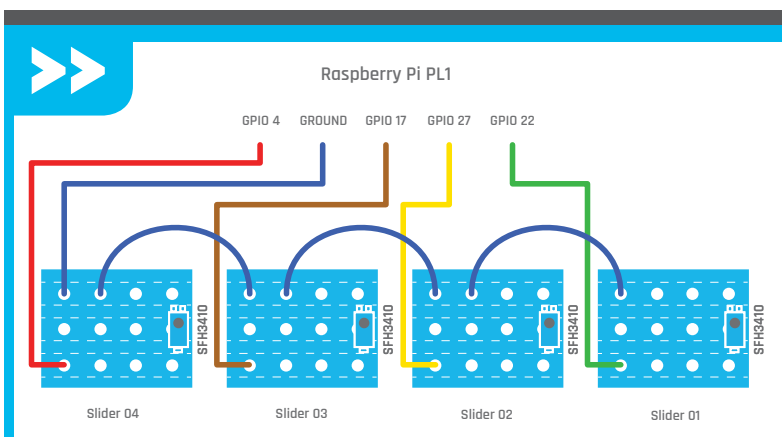 Raspberry Pi PL1
GPIO 4 GROUND GPIO 17 GPIO 27 GPIO 22
SFH3410 SFH3410 SFH3410 SFH3410
Slider 04 Slider 03 Slider 02 Slider 01